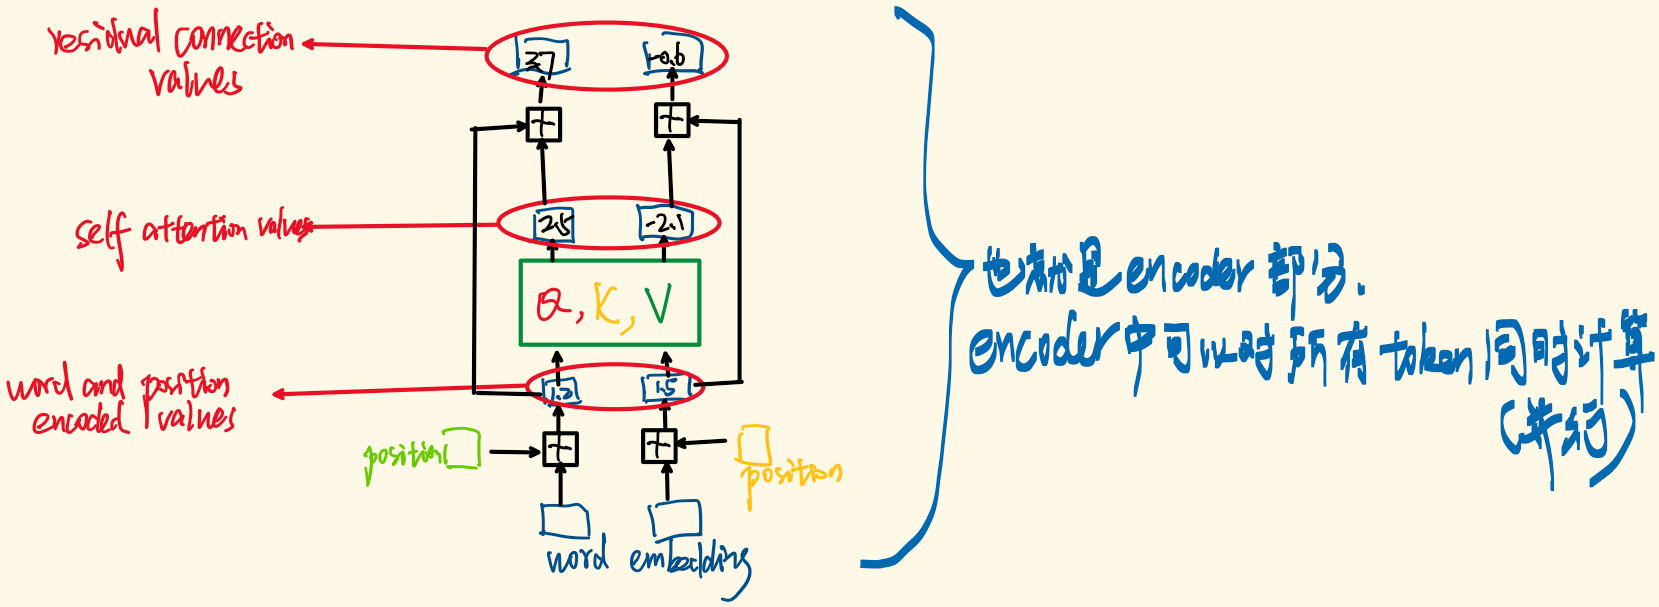 residual connection
values
3.7
-0.6
+
+
self attention values
2.5
-2.1
Q, K, V
word and position
encoded values
1.2
1.5
position
+
+
position
word embedding
也就是encoder部分.
encoder中可以对所有token同时计算
(并行)